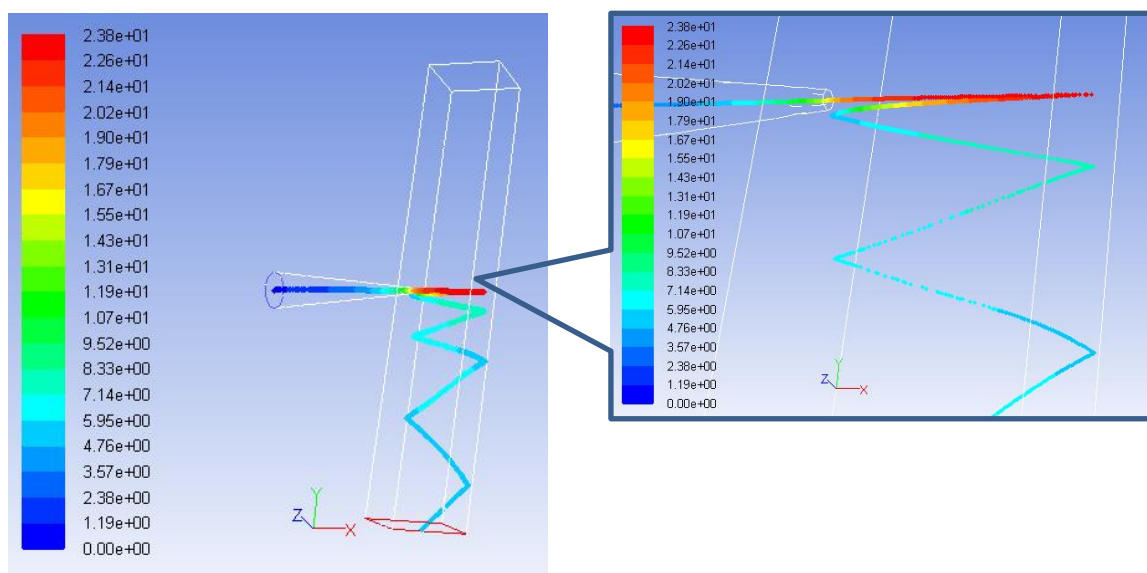 2.38e+01
2.26e+01
2.14e+01
2.02e+01
1.90e+01
1.79e+01
1.67e+01
1.55e+01
1.43e+01
1.31e+01
1.19e+01
1.07e+01
9.52e+00
8.33e+00
7.14e+00
5.95e+00
4.76e+00
3.57e+00
2.38e+00
1.19e+00
0.00e+00
Y
Z X
2.38e+01
2.26e+01
2.14e+01
2.02e+01
1.90e+01
1.79e+01
1.67e+01
1.55e+01
1.43e+01
1.31e+01
1.19e+01
1.07e+01
9.52e+00
8.33e+00
7.14e+00
5.95e+00
4.76e+00
3.57e+00
2.38e+00
1.19e+00
0.00e+00
Y
Z X